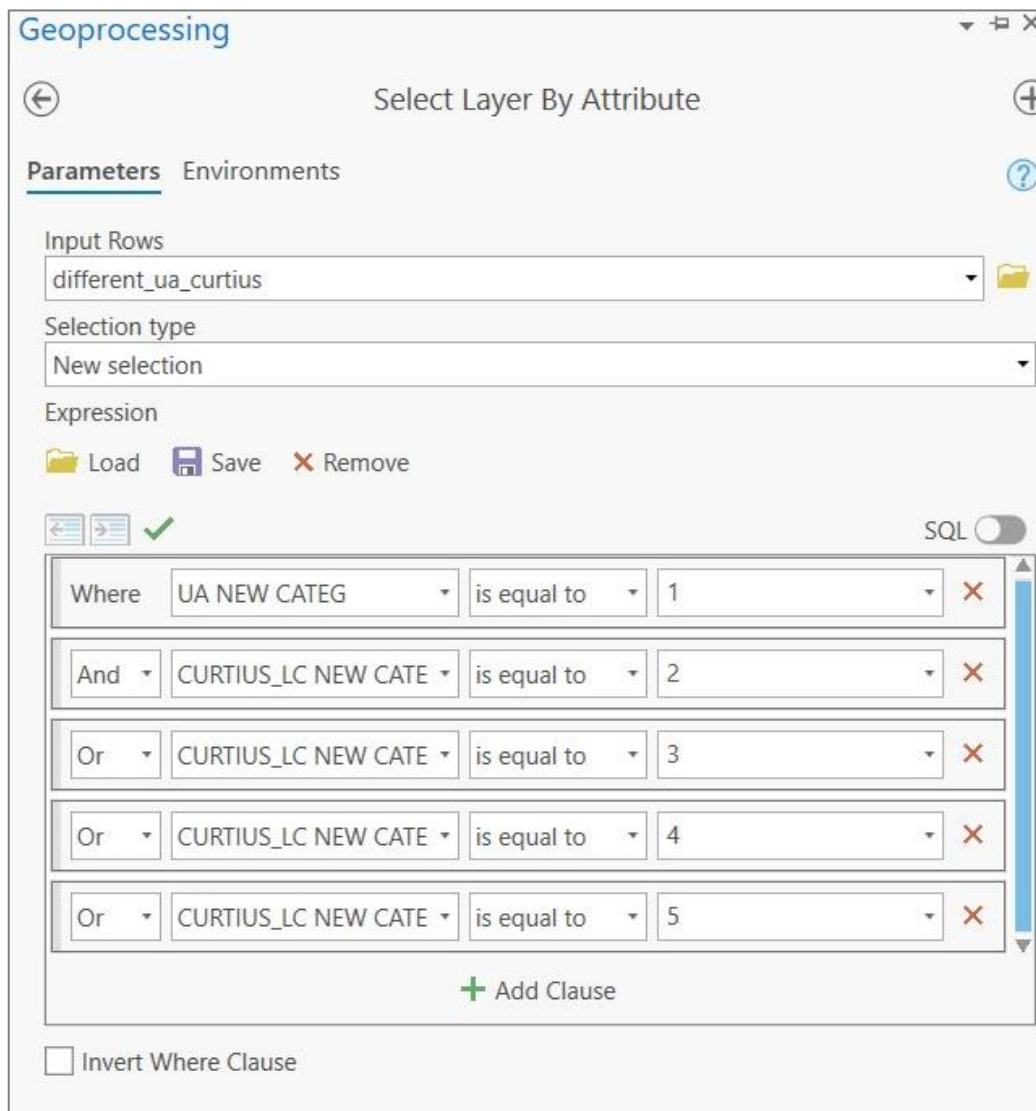 Geoprocessing
Select Layer By Attribute
Parameters Environments
Input Rows
different_ua_curtius
Selection type
New selection
Expression
Load Save Remove
SQL
Where UA NEW CATEG is equal to 1
And CURTIUS_LC NEW CATE is equal to 2
Or CURTIUS_LC NEW CATE is equal to 3
Or CURTIUS_LC NEW CATE is equal to 4
Or CURTIUS_LC NEW CATE is equal to 5
Add Clause
Invert Where Clause